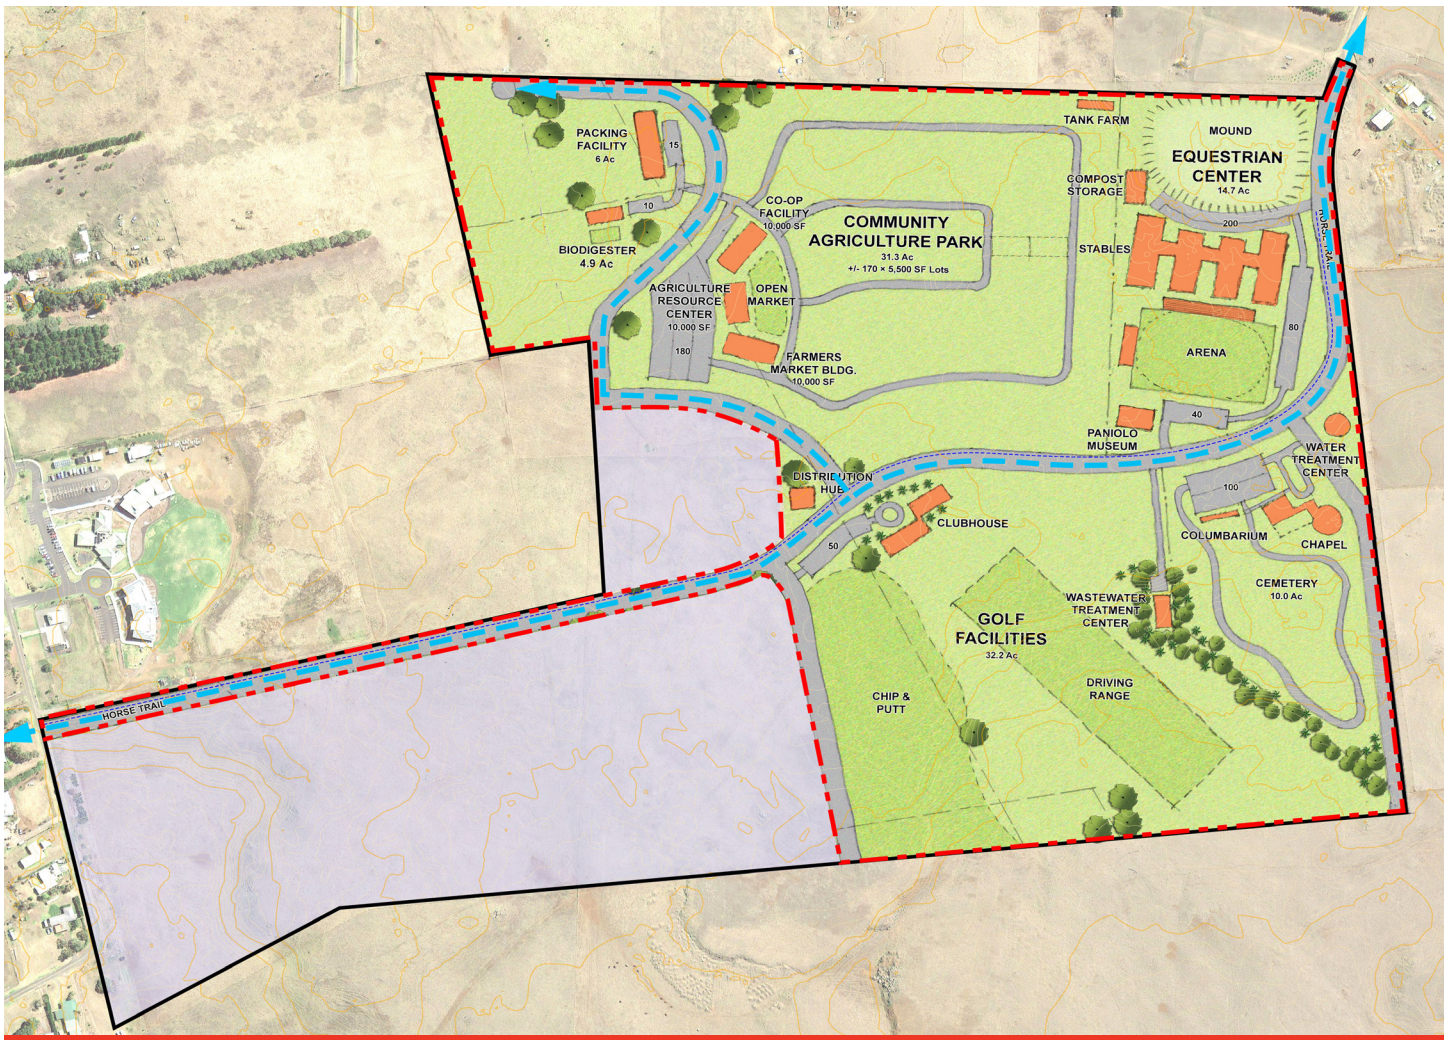 TANK FARM
MOUND
EQUESTRIAN
CENTER
14.7 Ac
PACKING
FACILITY
6 Ac
15
COMPOST
STORAGE
10
CO-OP
FACILITY
10,000 SF
COMMUNITY
AGRICULTURE PARK
31.3 Ac
+/- 170 × 5,500 SF Lots
200
HORSE TRAIL
STABLES
BIODIGESTER
4.9 Ac
AGRICULTURE
RESOURCE
CENTER
10,000 SF
OPEN
MARKET
180
80
ARENA
FARMERS
MARKET BLDG.
10,000 SF
40
PANIOLO
MUSEUM
WATER
TREATMENT
CENTER
DISTRIBUTION
HUB
100
CLUBHOUSE
50
COLUMBARIUM
CHAPEL
CEMETERY
10.0 Ac
WASTEWATER
TREATMENT
CENTER
GOLF
FACILITIES
32.2 Ac
CHIP &
PUTT
DRIVING
RANGE
HORSE TRAIL